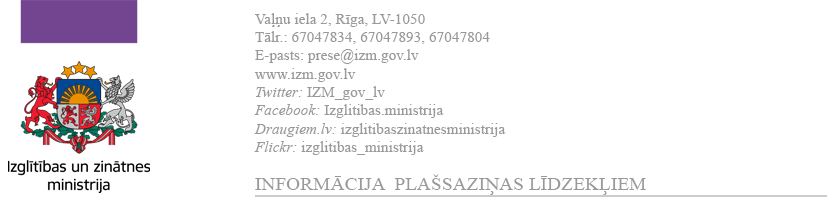 Vaļņu iela 2, Rīga, LV-1050
Tālr.: 67047834, 67047893, 67047804
E-pasts: prese@izm.gov.lv
www.izm.gov.lv
Twitter: IZM_gov_lv
Facebook: Izglitibas.ministrija
Draugiem.lv: izglitibaszinatnesministrija
Flickr: izglitibas_ministrija
Izglītības un zinātnes
ministrija
INFORMĀCIJA PLAŠSAZIŅAS LĪDZEKĻIEM